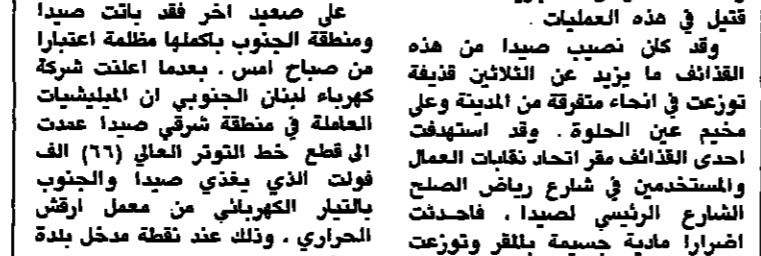 قتيل في هذه العمليات .
وقد كان نصيب صيدا من هذه
القذائف ما يزيد عن الثلاثين قذيفة
توزعت في انحاء متفرقة من المدينة وعلى
مخيم عين الحلوة . وقد استهدفت
احدى القذائف مقر اتحاد نقابات العمال
والمستخدمين في شارع رياض الصلح
الشارع الرئيسي لصيدا ، فاحدثت
اضرارا مادية جسيمة بالمقر وتوزعت
على صعيد اخر فقد باتت صيدا
ومنطقة الجنوب باكملها مظلمة اعتبارا
من صباح امس . بعدما اعلنت شركة
كهرباء لبنان الجنوبي ان الميليشيات
العاملة في منطقة شرقي صيدا عمدت
الى قطع خط التوتر العالي (٦٦) الف
فولت الذي يغذي صيدا والجنوب
بالتيار الكهربائي من معمل ارقش
الحراري ، وذلك عند نقطة مدخل بلدة